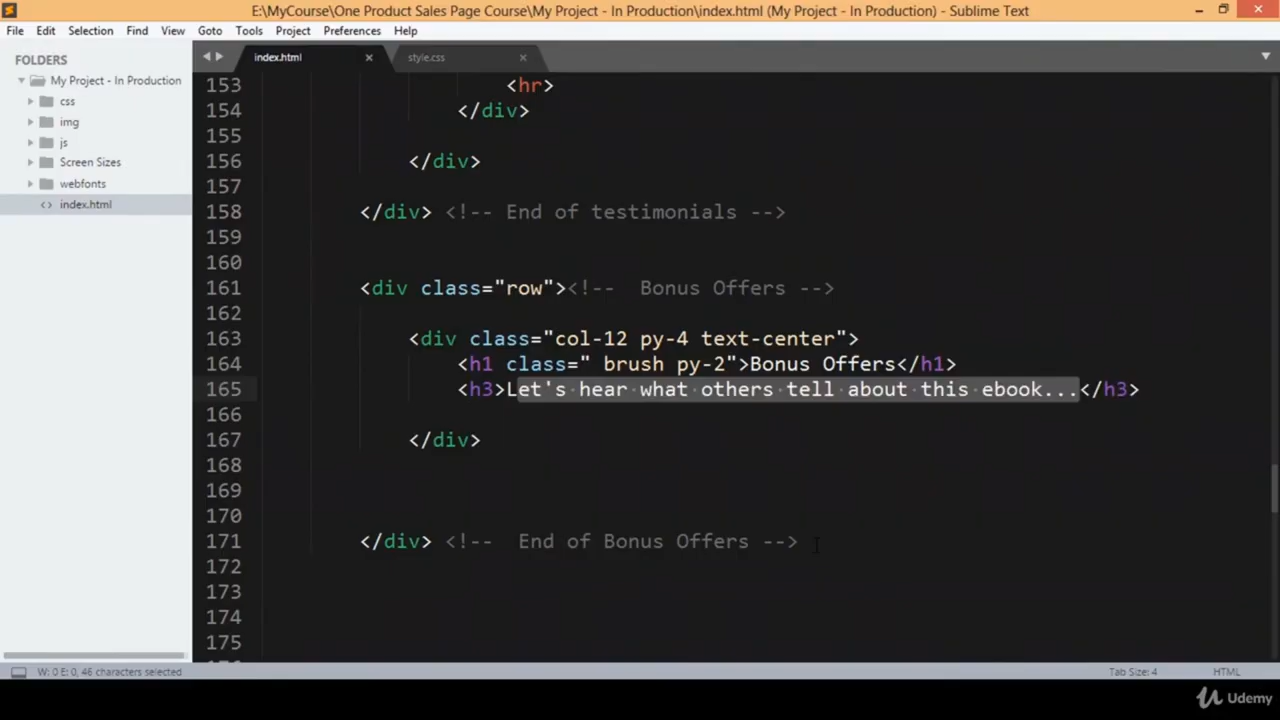 E:\MyCourse\One Product Sales Page Course\My Project - In Production\index.html (My Project - In Production) - Sublime Text
File Edit Selection Find View Goto Tools Project Preferences Help
FOLDERS
My Project - In Production
css
img
js
Screen Sizes
webfonts
index.html
index.html
style.css
153 <hr>
154 </div>
155
156 </div>
157
158 </div> <!-- End of testimonials -->
159
160
161 <div class="row"><!--  Bonus Offers -->
162
163 <div class="col-12 py-4 text-center">
164 <h1 class=" brush py-2">Bonus Offers</h1>
165 <h3>Let's hear what others tell about this ebook...</h3>
166
167 </div>
168
169
170
171 </div> <!--  End of Bonus Offers -->
172
173
174
175
W: 0 E: 0, 46 characters selected
Tab Size: 4
HTML
Udemy